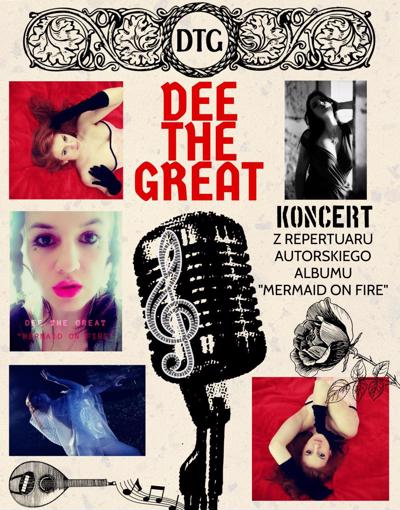 DTG
DEE
THE
GREAT
KONCERT
Z REPERTUARU
AUTORSKIEGO
ALBUMU
"MERMAID ON FIRE"
DEE THE GREAT
"MERMAID ON FIRE"